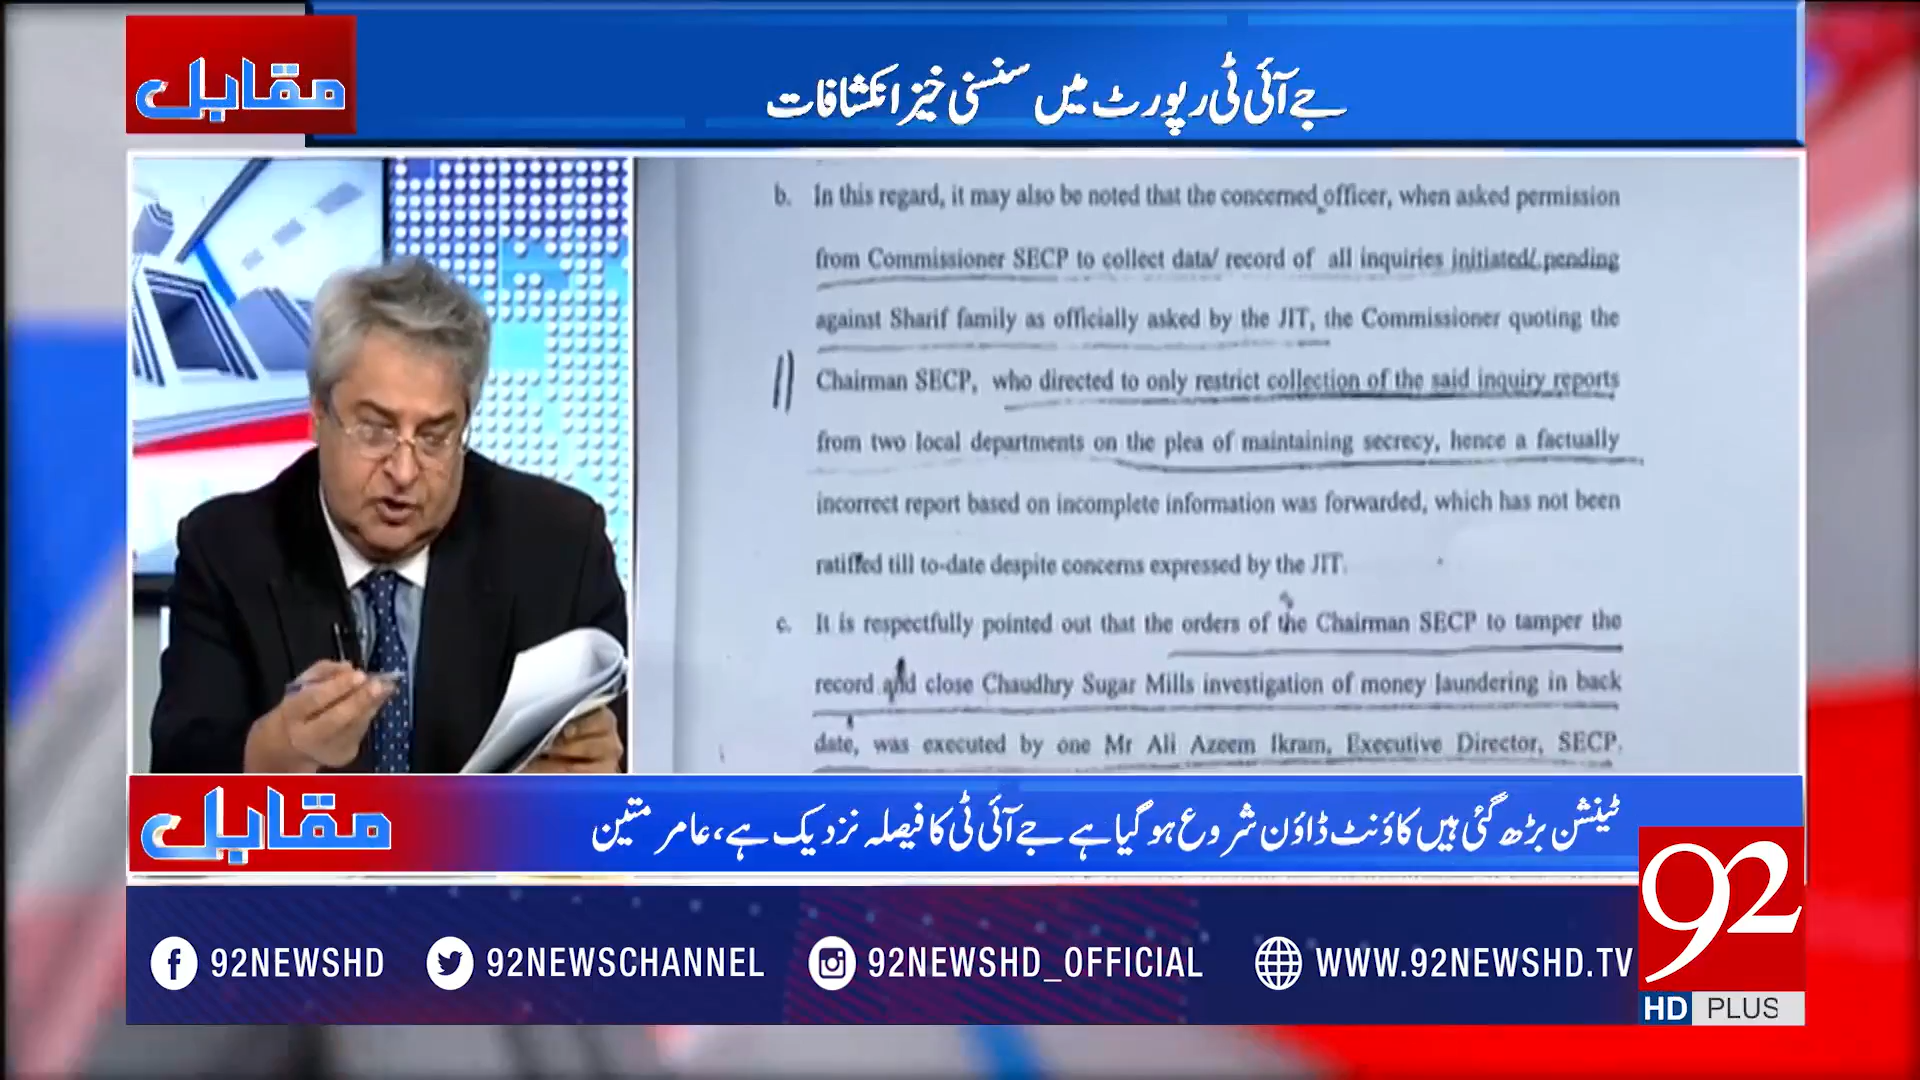 مقابل
جے آئی ٹی رپورٹ میں سنسنی خیز انکشافات
b. In this regard, it may also be noted that the concerned officer, when asked permission
from Commissioner SECP to collect data/ record of all inquiries initiated/ pending
against Sharif family as officially asked by the JIT, the Commissioner quoting the
Chairman SECP, who directed to only restrict collection of the said inquiry reports
from two local departments on the plea of maintaining secrecy, hence a factually
incorrect report based on incomplete information was forwarded, which has not been
ratified till to-date despite concerns expressed by the JIT.
c. It is respectfully pointed out that the orders of the Chairman SECP to tamper the
record and close Chaudhry Sugar Mills investigation of money laundering in back
date, was executed by one Mr Ali Azeem Ikram, Executive Director, SECP.
مقابل
ٹینشن بڑھ گئی ہیں کاؤنٹ ڈاؤن شروع ہو گیا ہے جے آئی ٹی کا فیصلہ نزدیک ہے، عامر متین
92NEWSHD 92NEWSCHANNEL 92NEWSHD_OFFICIAL WWW.92NEWSHD.TV
92
HD PLUS